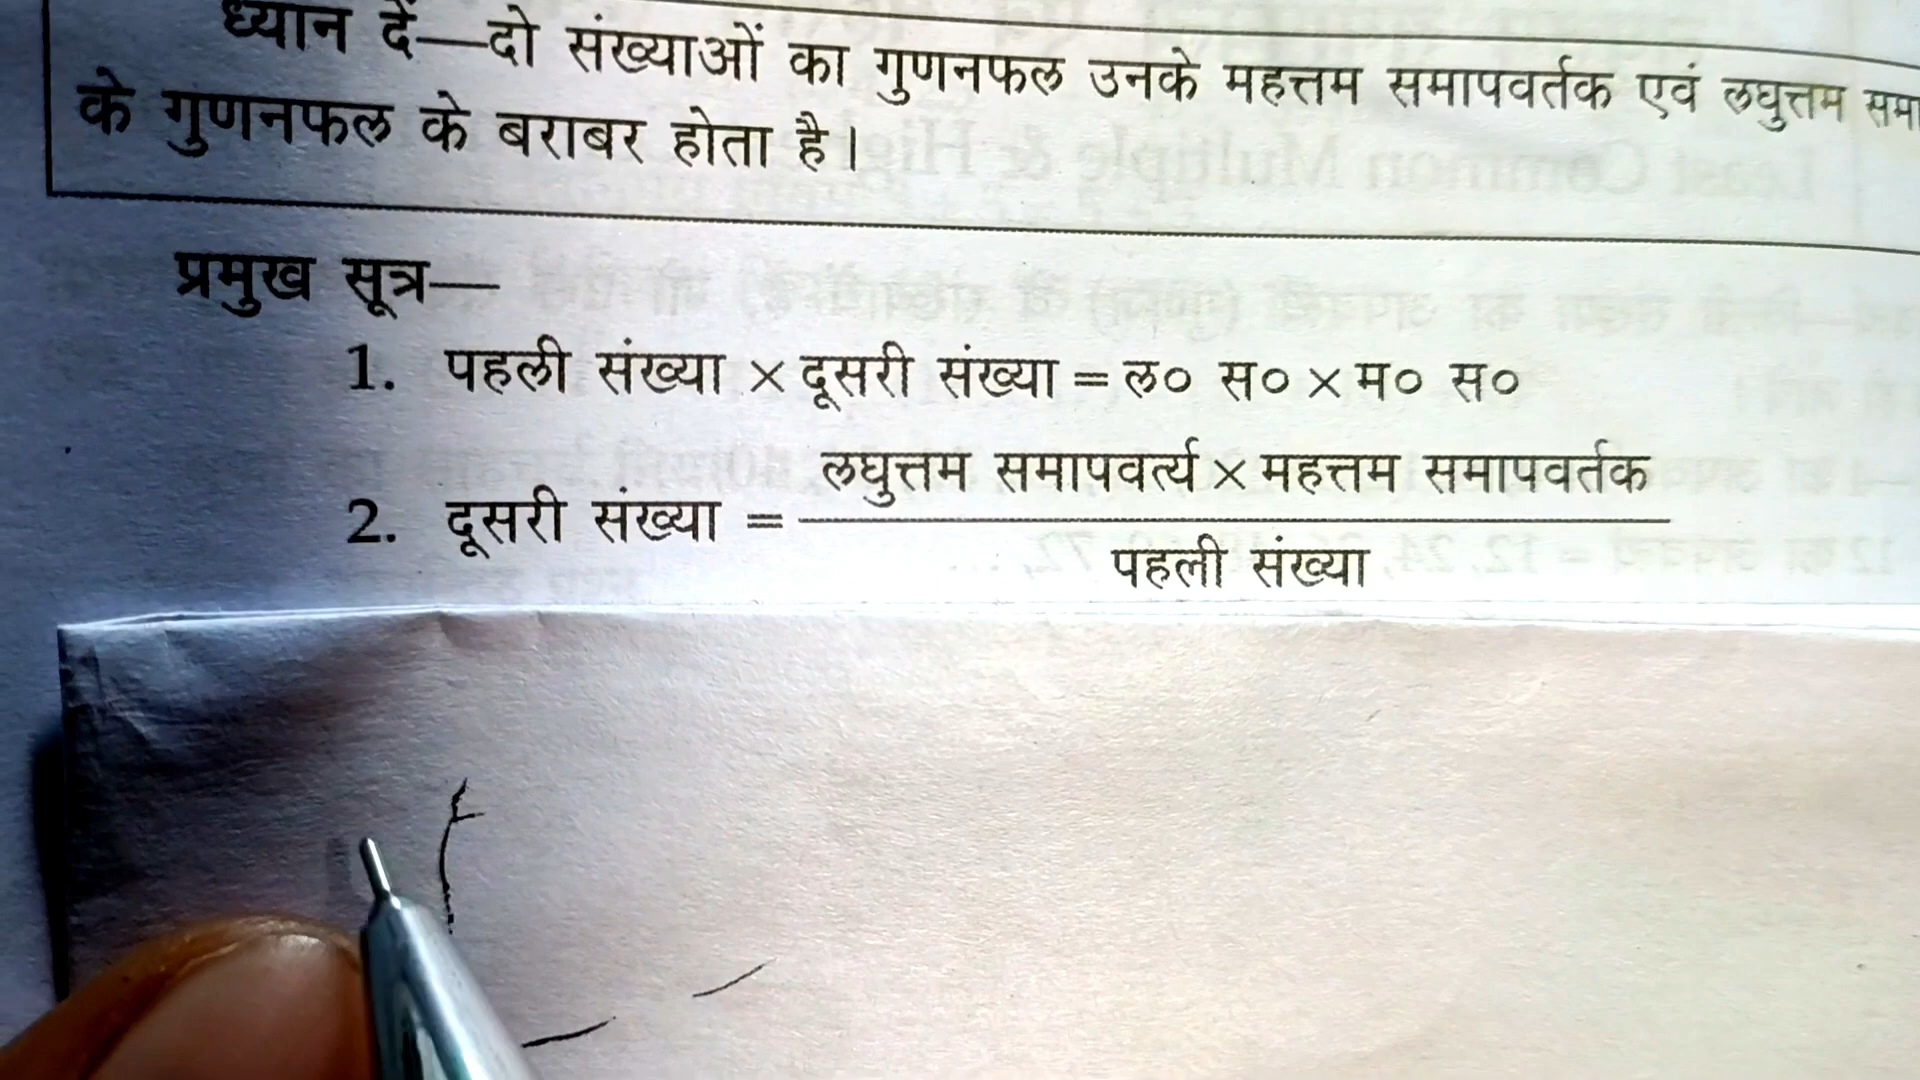 ध्यान दें—दो संख्याओं का गुणनफल उनके महत्तम समापवर्तक एवं लघुत्तम समा
के गुणनफल के बराबर होता है।
प्रमुख सूत्र—
1. पहली संख्या × दूसरी संख्या = ल० स० × म० स०
लघुत्तम समापवर्त्य × महत्तम समापवर्तक
2. दूसरी संख्या =
पहली संख्या